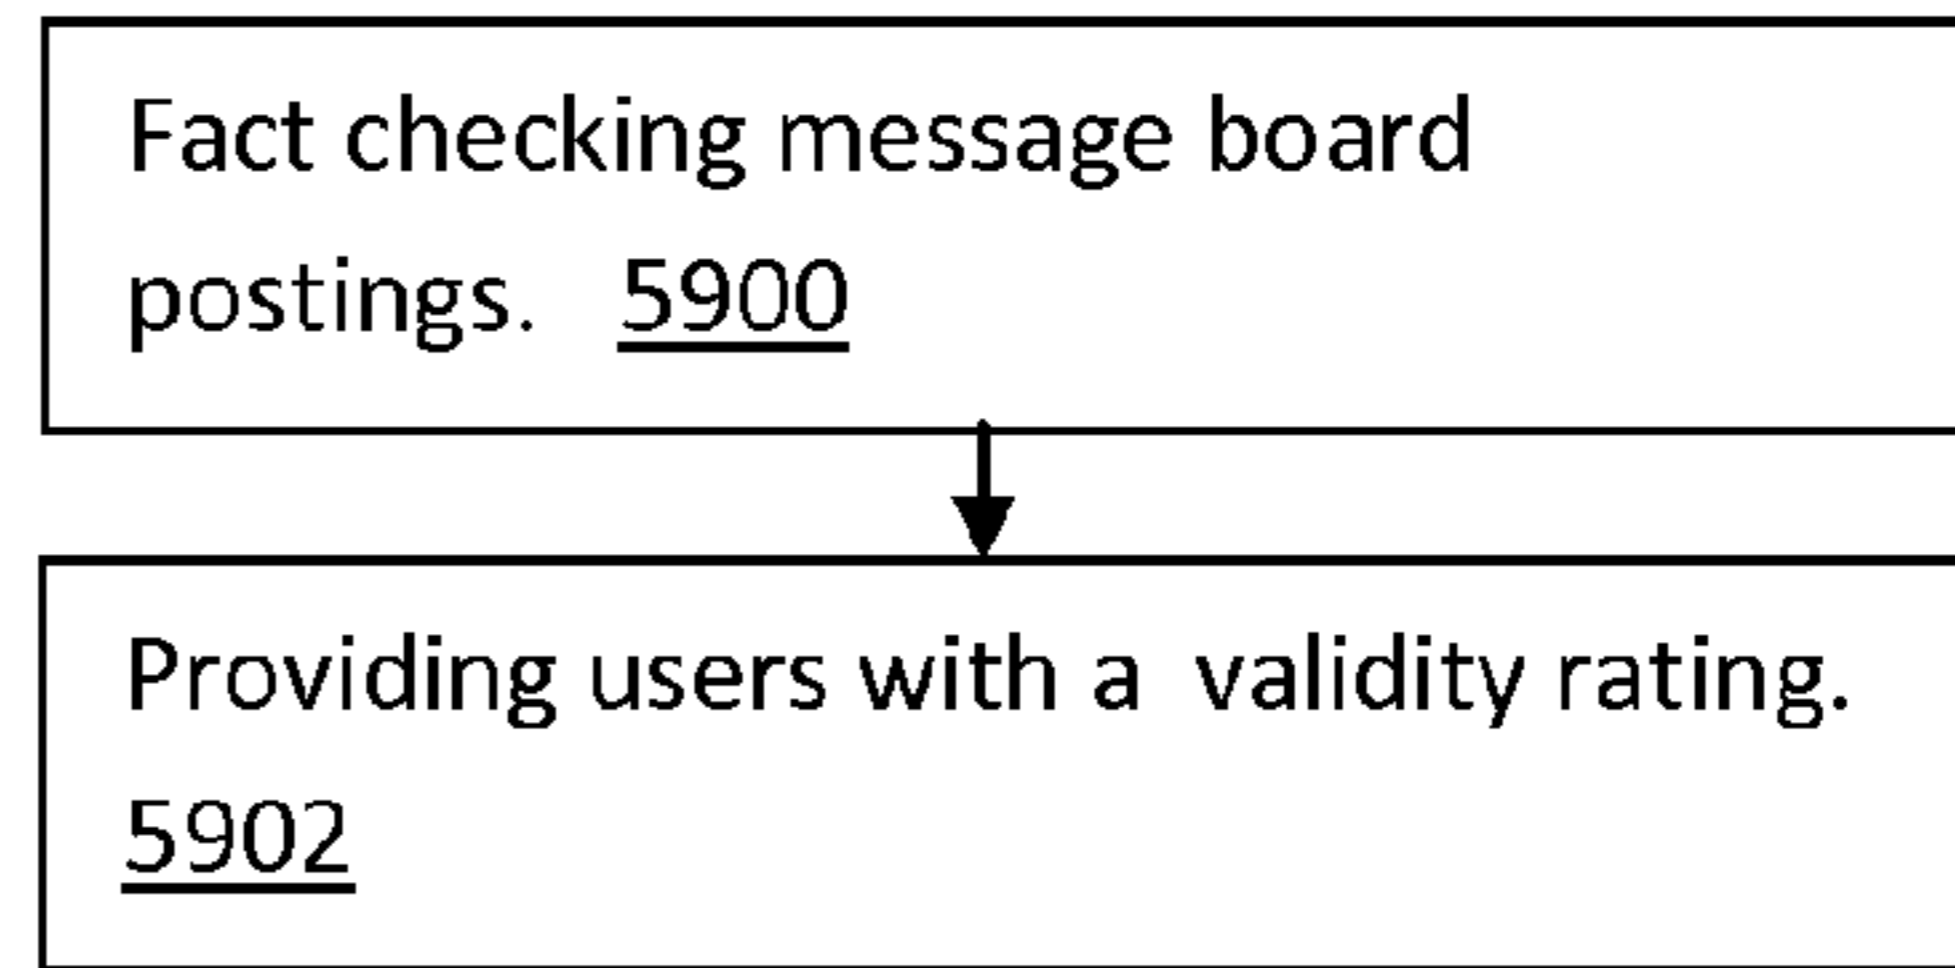 Fact checking message board
postings. 5900
Providing users with a validity rating.
5902